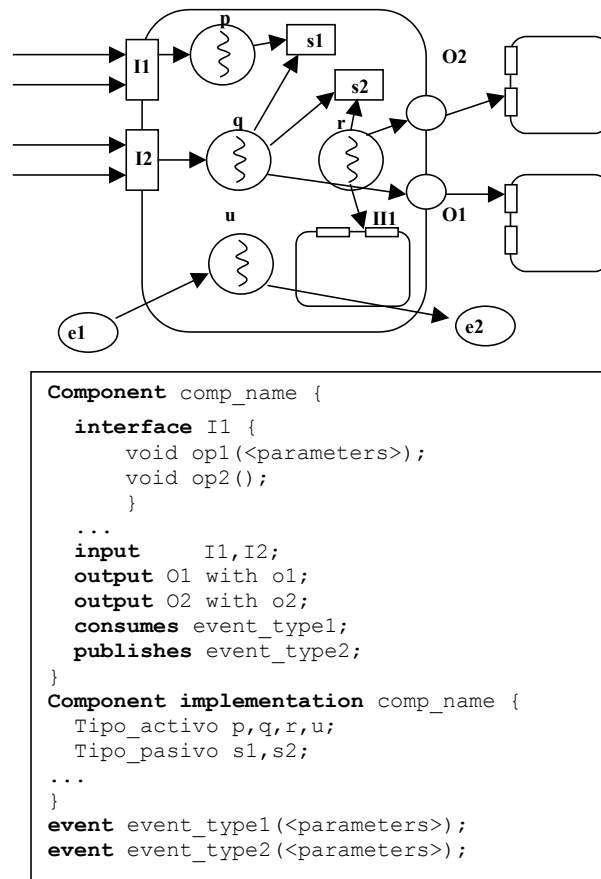 p
s1
O2
I1
s2
q
r
I2
u
II1
O1
e1
e2
Component comp_name {
interface I1 {
void op1(<parameters>);
void op2();
}
...
input I1,I2;
output O1 with o1;
output O2 with o2;
consumes event_type1;
publishes event_type2;
}
Component implementation comp_name {
Tipo_activo p,q,r,u;
Tipo_pasivo s1,s2;
...
}
event event_type1(<parameters>);
event event_type2(<parameters>);